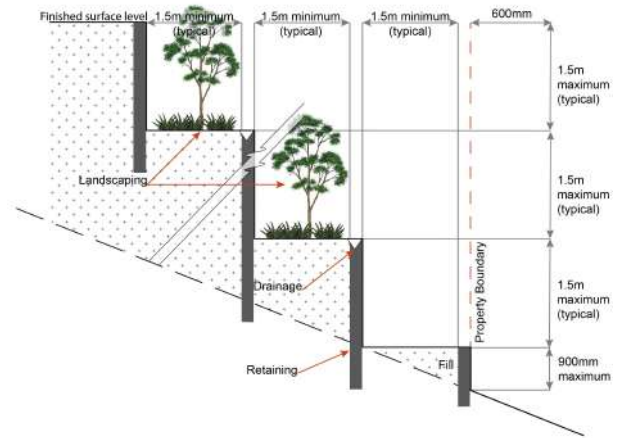 Finished surface level
1.5m minimum
(typical)
1.5m minimum
(typical)
1.5m minimum
(typical)
600mm
1.5m
maximum
(typical)
Landscaping
1.5m
maximum
(typical)
Drainage
Property Boundary
1.5m
maximum
(typical)
Retaining
Fill
900mm
maximum